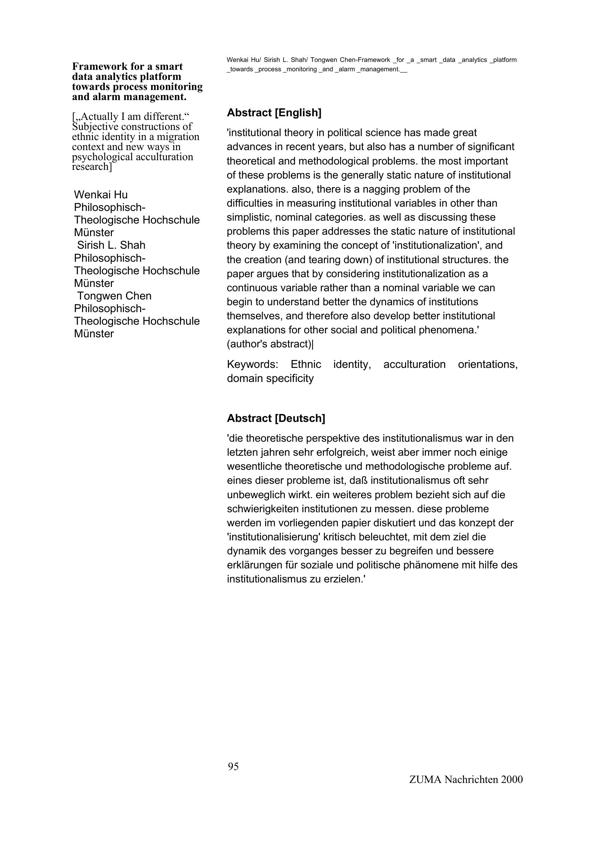 Wenkai Hu/ Sirish L. Shah/ Tongwen Chen-Framework _for _a _smart _data _analytics _platform
_towards _process _monitoring _and _alarm _management.__
Framework for a smart
data analytics platform
towards process monitoring
and alarm management.
[„Actually I am different.“
Subjective constructions of
ethnic identity in a migration
context and new ways in
psychological acculturation
research]
Wenkai Hu
Philosophisch-
Theologische Hochschule
Münster
Sirish L. Shah
Philosophisch-
Theologische Hochschule
Münster
Tongwen Chen
Philosophisch-
Theologische Hochschule
Münster
Abstract [English]
'institutional theory in political science has made great
advances in recent years, but also has a number of significant
theoretical and methodological problems. the most important
of these problems is the generally static nature of institutional
explanations. also, there is a nagging problem of the
difficulties in measuring institutional variables in other than
simplistic, nominal categories. as well as discussing these
problems this paper addresses the static nature of institutional
theory by examining the concept of 'institutionalization', and
the creation (and tearing down) of institutional structures. the
paper argues that by considering institutionalization as a
continuous variable rather than a nominal variable we can
begin to understand better the dynamics of institutions
themselves, and therefore also develop better institutional
explanations for other social and political phenomena.'
(author's abstract)|
Keywords: Ethnic identity, acculturation orientations,
domain specificity
Abstract [Deutsch]
'die theoretische perspektive des institutionalismus war in den
letzten jahren sehr erfolgreich, weist aber immer noch einige
wesentliche theoretische und methodologische probleme auf.
eines dieser probleme ist, daß institutionalismus oft sehr
unbeweglich wirkt. ein weiteres problem bezieht sich auf die
schwierigkeiten institutionen zu messen. diese probleme
werden im vorliegenden papier diskutiert und das konzept der
'institutionalisierung' kritisch beleuchtet, mit dem ziel die
dynamik des vorganges besser zu begreifen und bessere
erklärungen für soziale und politische phänomene mit hilfe des
institutionalismus zu erzielen.'
95
ZUMA Nachrichten 2000